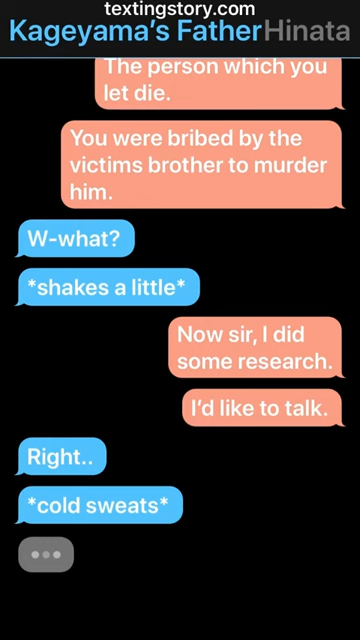 textingstory.com
Kageyama’s Father Hinata
The person which you
let die.
You were bribed by the
victims brother to murder
him.
W-what?
*shakes a little*
Now sir, I did
some research.
I’d like to talk.
Right..
*cold sweats*